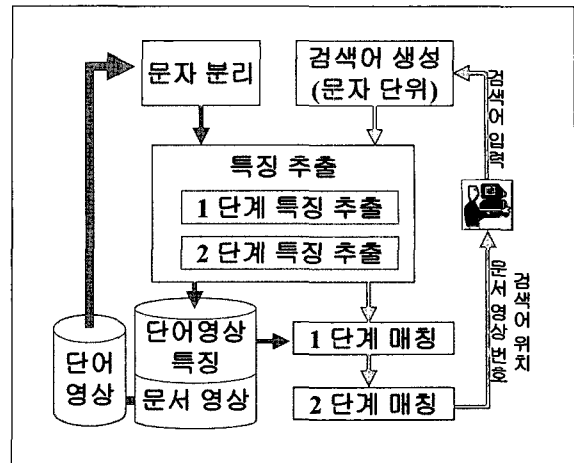 문자 분리
검색어 생성
(문자 단위)
검색어 입력
특징 추출
1 단계 특징 추출
2 단계 특징 추출
단어
영상
단어영상
특징
문서 영상
1 단계 매칭
2 단계 매칭
검색어 위치
문서 영상 번호